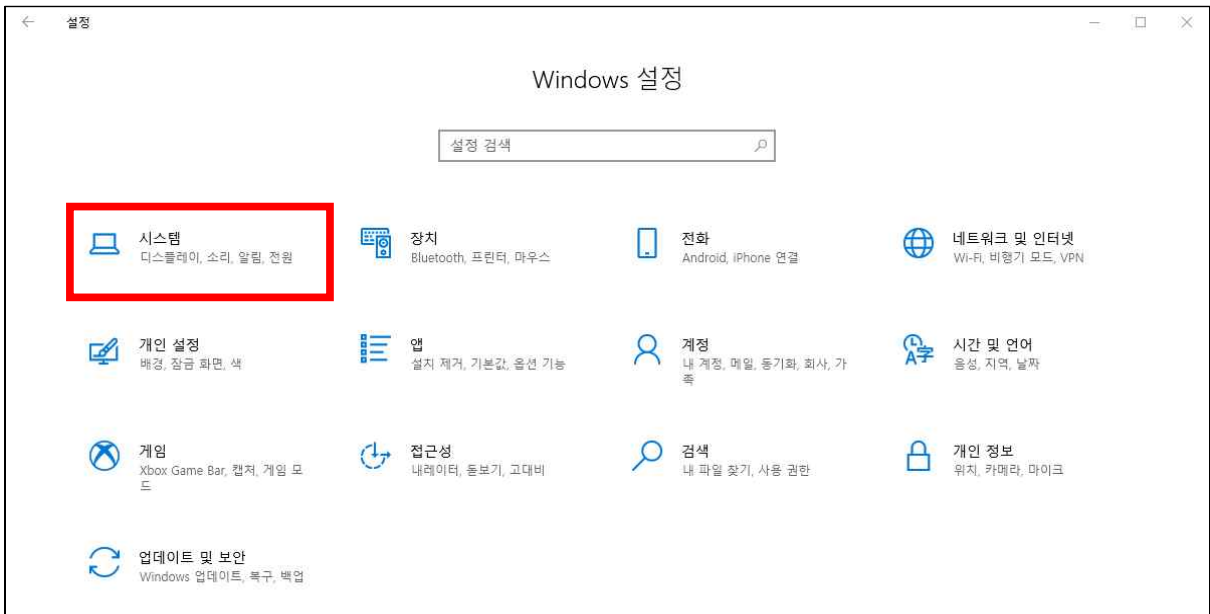 설정
Windows 설정
설정 검색
시스템
디스플레이, 소리, 알림, 전원
장치
Bluetooth, 프린터, 마우스
전화
Android, iPhone 연결
네트워크 및 인터넷
Wi-Fi, 비행기 모드, VPN
개인 설정
배경, 잠금 화면, 색
앱
설치 제거, 기본값, 옵션 기능
계정
내 계정, 메일, 동기화, 회사, 가
족
시간 및 언어
음성, 지역, 날짜
게임
Xbox Game Bar, 캡처, 게임 모
드
접근성
내레이터, 돋보기, 고대비
검색
내 파일 찾기, 사용 권한
개인 정보
위치, 카메라, 마이크
업데이트 및 보안
Windows 업데이트, 복구, 백업